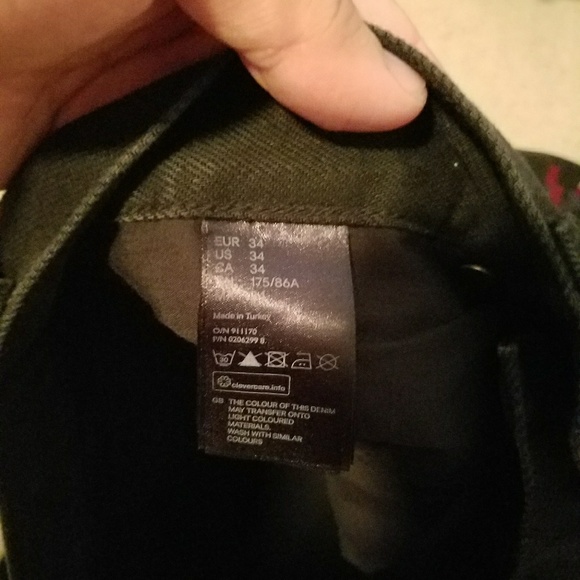 EUR 34
US 34
CA 34
175/86A
Made in Turkey
C/N 911170
P/N 0206299 8
30
clevercare.info
GB THE COLOUR OF THIS DENIM
MAY TRANSFER ONTO
LIGHT COLOURED
MATERIALS.
WASH WITH SIMILAR
COLOURS